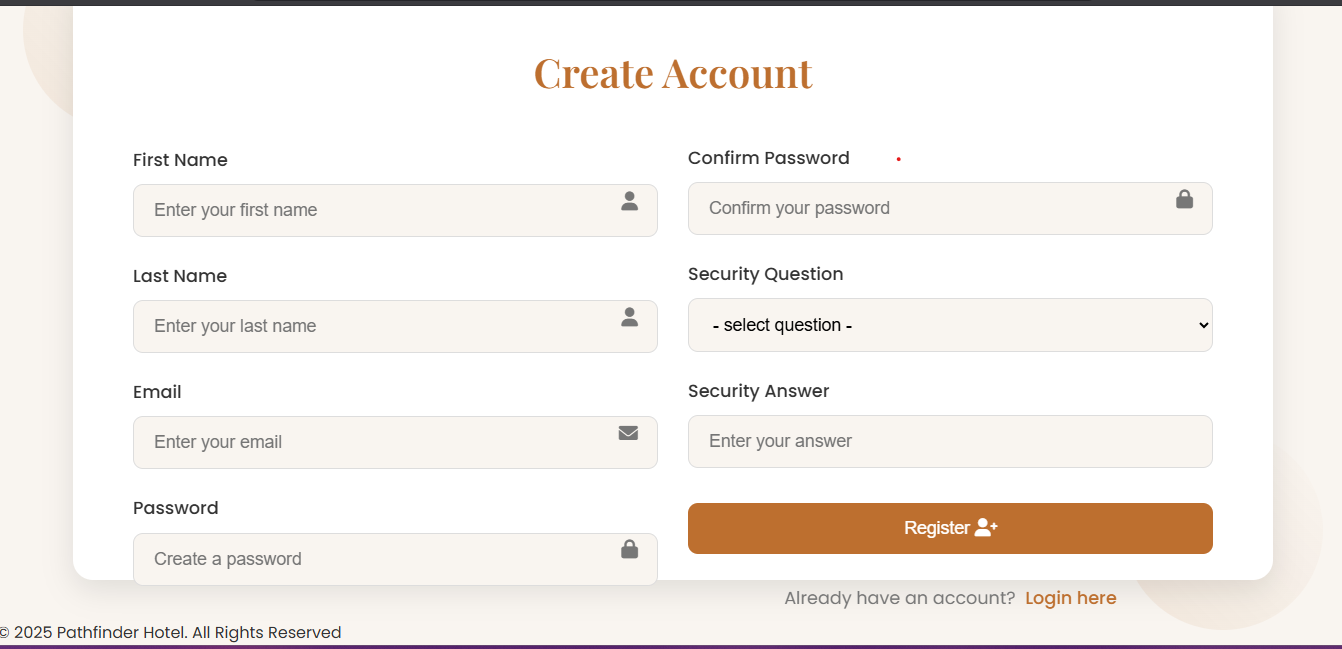 Create Account
First Name
Enter your first name
Last Name
Enter your last name
Email
Enter your email
Password
Create a password
Confirm Password
Confirm your password
Security Question
- select question -
Security Answer
Enter your answer
Register
Already have an account? Login here
© 2025 Pathfinder Hotel. All Rights Reserved